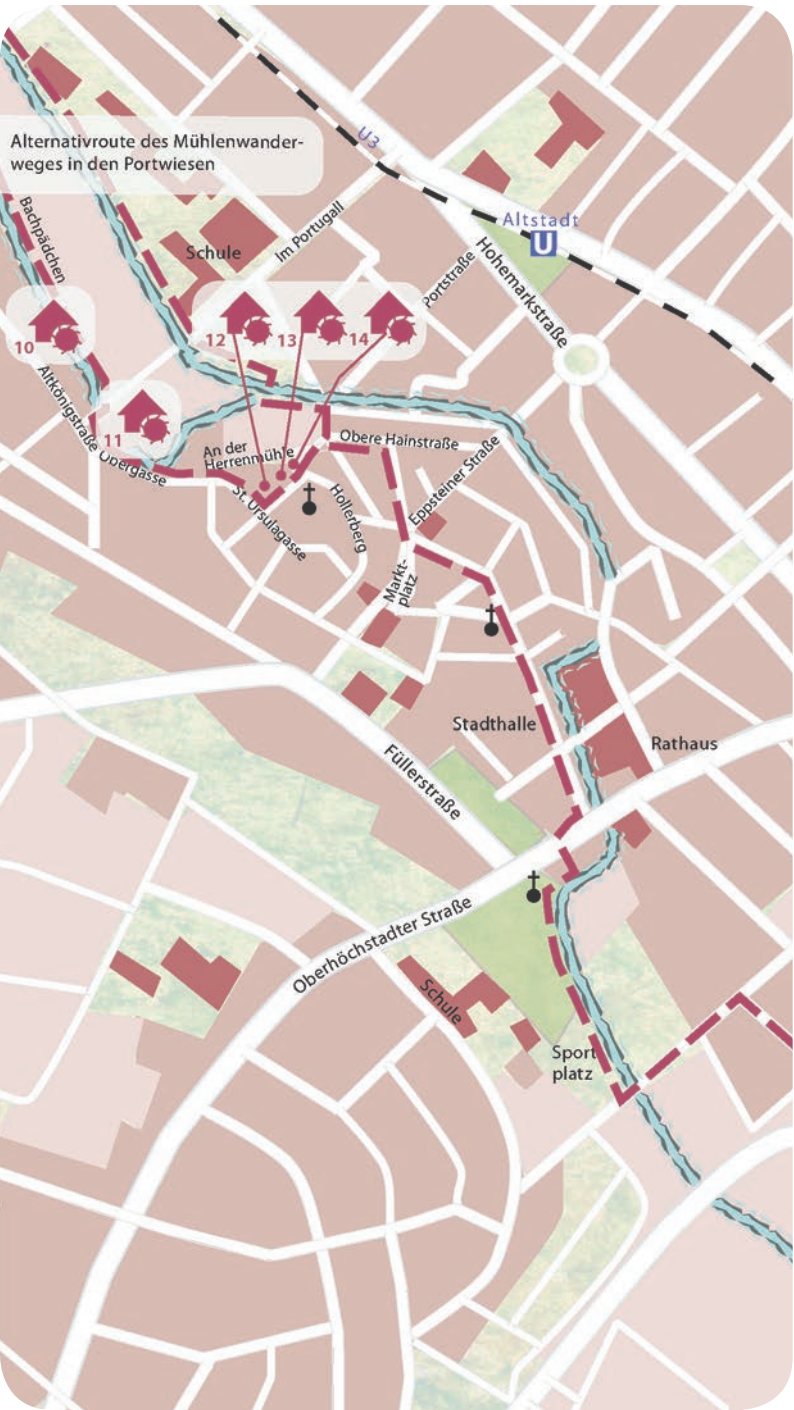 U3
Alternativroute des Mühlenwander-
weges in den Portwiesen
Bachpädchen
Im Portugall
Altstadt
U
Schule
Portstraße
Hohemarkstraße
10
12
13
14
Altkönigstraße
11
Obergasse
An der
Herrenmühle
Obere Hainstraße
Eppsteiner Straße
St. Ursulagasse
Hollerberg
Markt-
platz
Stadthalle
Rathaus
Füllerstraße
Oberhöchstadter Straße
Schule
Sport
platz